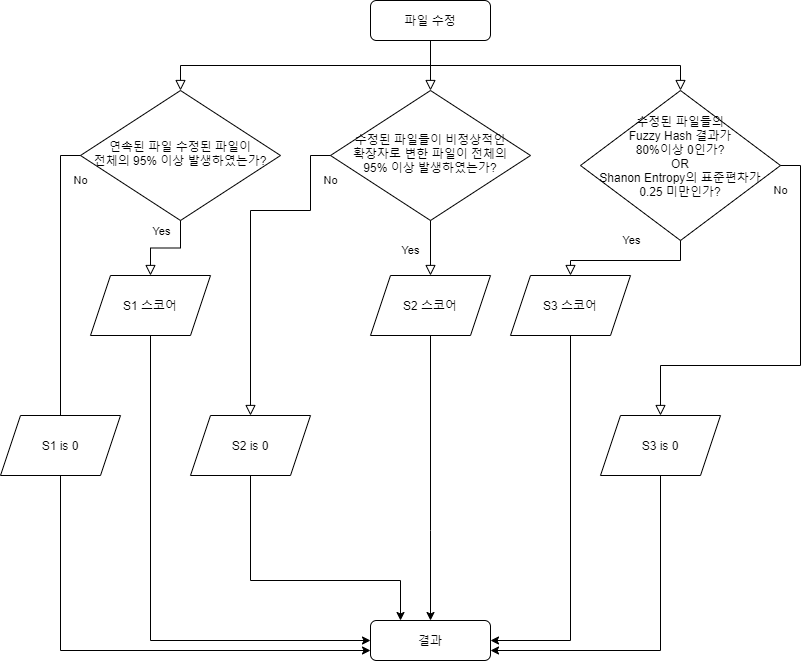 파일 수정
연속된 파일 수정된 파일이
전체의 95% 이상 발생하였는가?
수정된 파일들이 비정상적인
확장자로 변한 파일이 전체의
95% 이상 발생하였는가?
수정된 파일들의
Fuzzy Hash 결과가
80%이상 0인가?
OR
Shanon Entropy의 표준편차가
0.25 미만인가?
No
No
No
Yes
Yes
Yes
S1 스코어
S2 스코어
S3 스코어
S1 is 0
S2 is 0
S3 is 0
결과